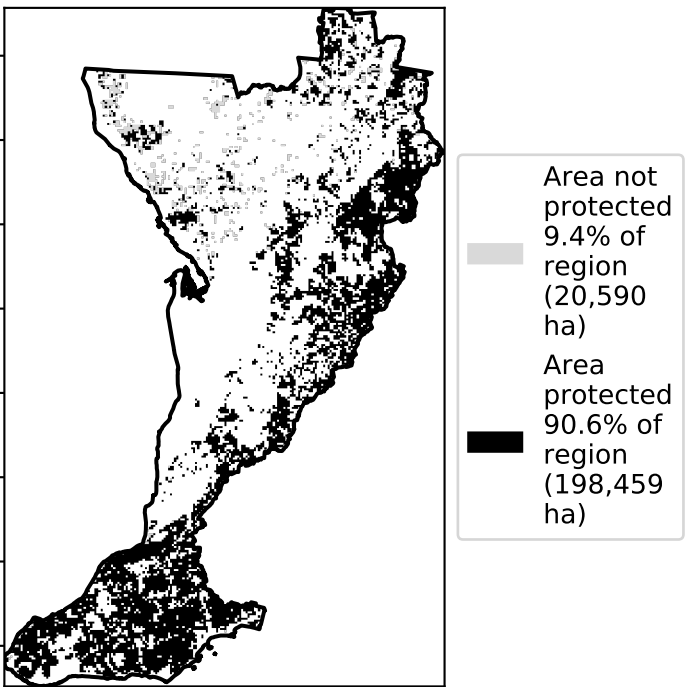 Area not
protected
9.4% of
region
(20,590
ha)
Area
protected
90.6% of
region
(198,459
ha)